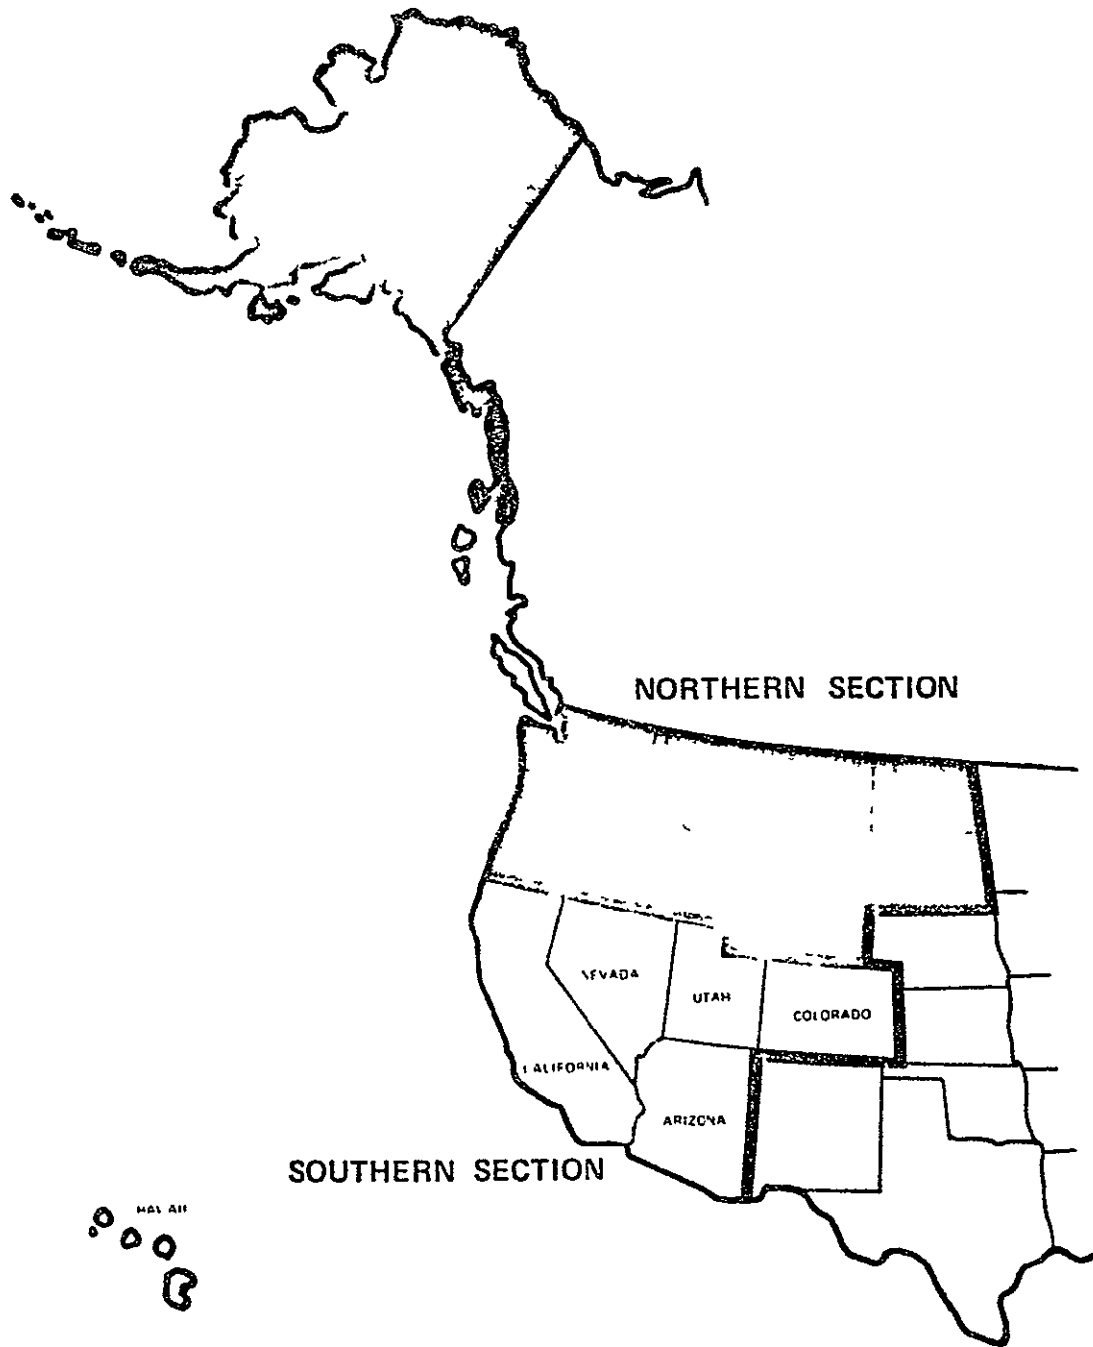 NORTHERN SECTION
NEVADA
UTAH
COLORADO
CALIFORNIA
ARIZONA
SOUTHERN SECTION
HAWAII